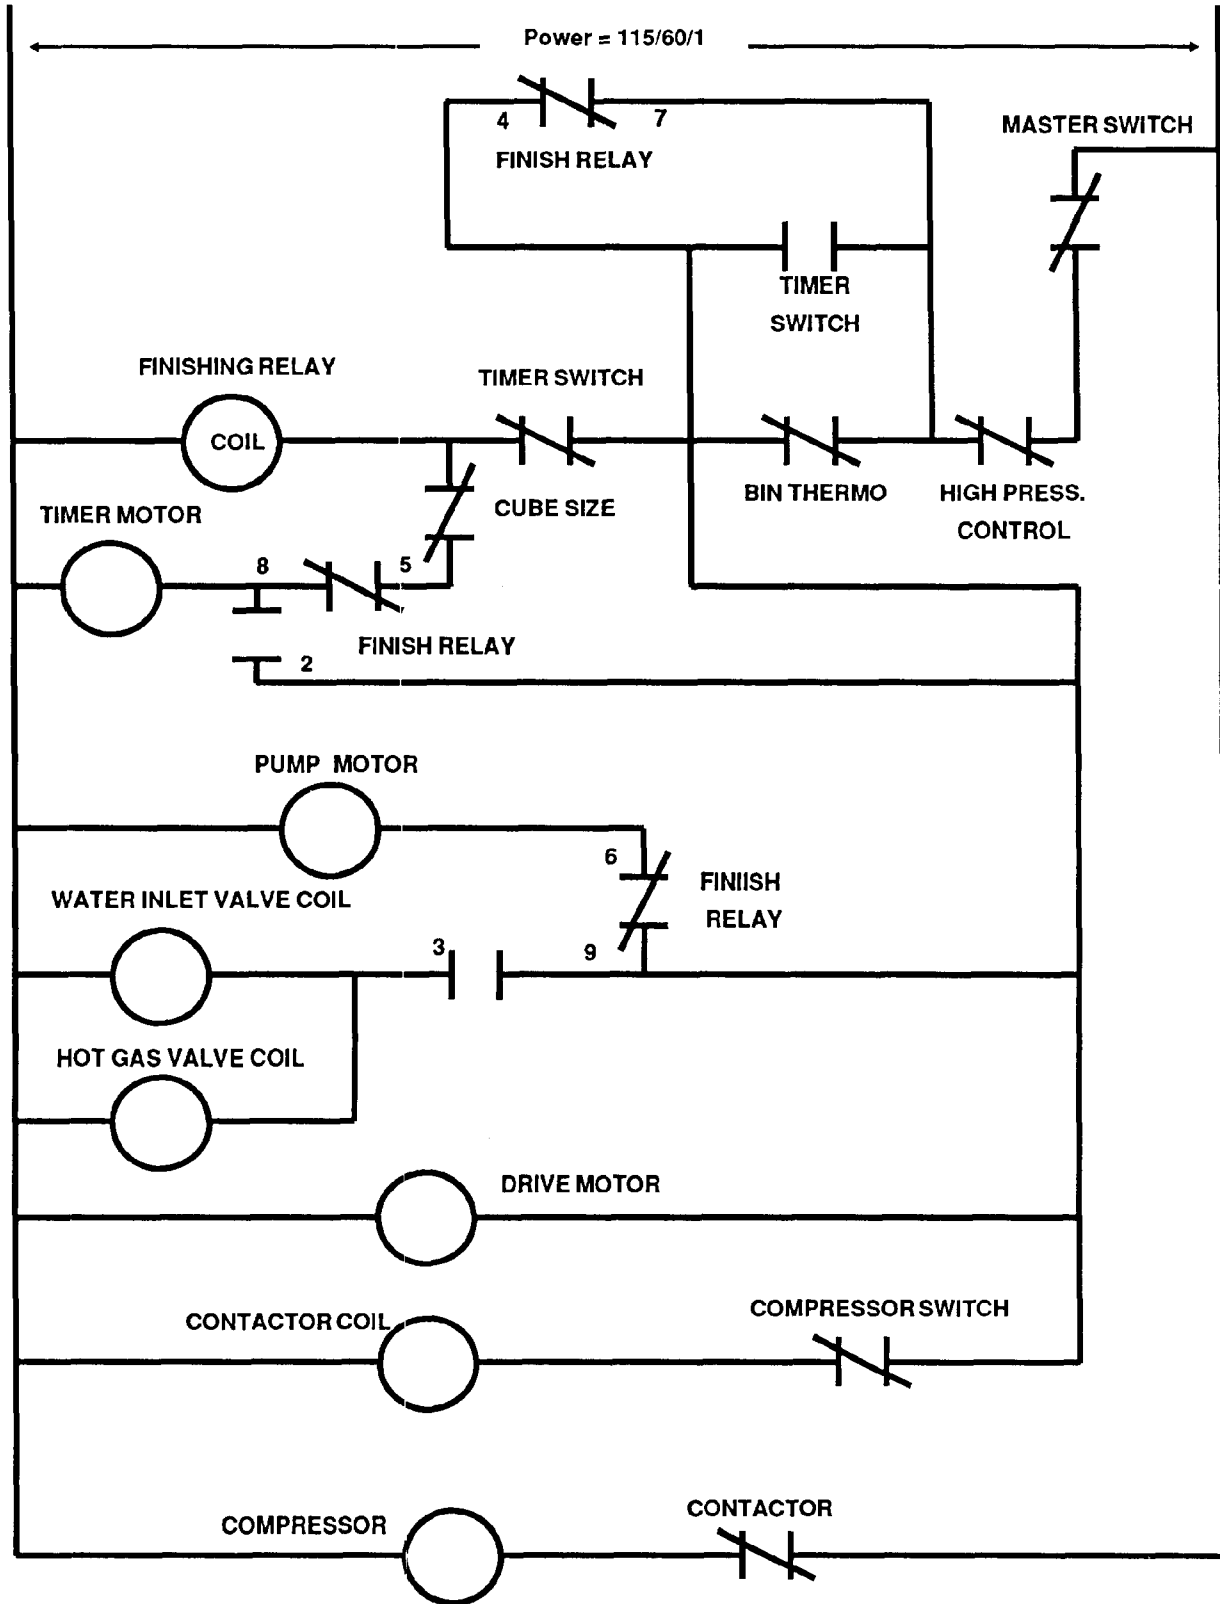 Power = 115/60/1
4
7
FINISH RELAY
MASTER SWITCH
TIMER
SWITCH
FINISHING RELAY
COIL
TIMER SWITCH
BIN THERMO
HIGH PRESS.
CONTROL
CUBE SIZE
TIMER MOTOR
8
5
FINISH RELAY
2
PUMP MOTOR
6
FINIISH
RELAY
WATER INLET VALVE COIL
3
9
HOT GAS VALVE COIL
DRIVE MOTOR
CONTACTOR COIL
COMPRESSOR SWITCH
COMPRESSOR
CONTACTOR